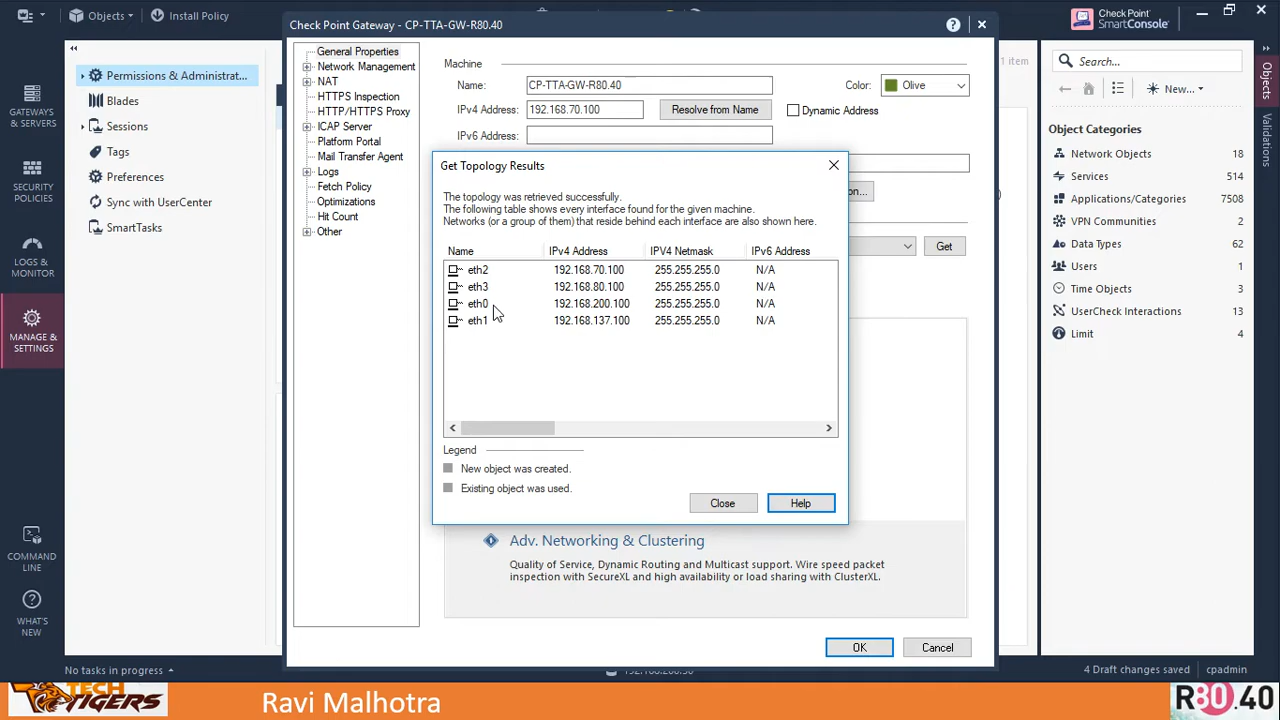 Objects
Install Policy
Check Point Gateway - CP-TTA-GW-R80.40
?
Check Point
SmartConsole
GATEWAYS
& SERVERS
SECURITY
POLICIES
LOGS &
MONITOR
MANAGE &
SETTINGS
COMMAND
LINE
WHAT'S
NEW
Permissions & Administrat...
Blades
Sessions
Tags
Preferences
Sync with UserCenter
SmartTasks
General Properties
Network Management
NAT
HTTPS Inspection
HTTP/HTTPS Proxy
ICAP Server
Platform Portal
Mail Transfer Agent
Logs
Fetch Policy
Optimizations
Hit Count
Other
Machine
Name: CP-TTA-GW-R80.40 Color: Olive
IPv4 Address: 192.168.70.100 Resolve from Name Dynamic Address
IPv6 Address:
on...
Get
Get Topology Results
The topology was retrieved successfully.
The following table shows every interface found for the given machine.
Networks (or a group of them) that reside behind each interface are also shown here.
Name IPv4 Address IPV4 Netmask IPv6 Address
eth2 192.168.70.100 255.255.255.0 N/A
eth3 192.168.80.100 255.255.255.0 N/A
eth0 192.168.200.100 255.255.255.0 N/A
eth1 192.168.137.100 255.255.255.0 N/A
Legend
New object was created.
Existing object was used.
Close Help
Adv. Networking & Clustering
Quality of Service, Dynamic Routing and Multicast support. Wire speed packet
inspection with SecureXL and high availability or load sharing with ClusterXL.
OK Cancel
1 item
Search...
New...
Object Categories
Network Objects 18
Services 514
Applications/Categories 7508
VPN Communities 2
Data Types 62
Users 1
Servers 1
Time Objects 3
UserCheck Interactions 13
Limit 4
Objects
Validations
No tasks in progress
4 Draft changes saved
cpadmin
TECH
TIGERS
Ravi Malhotra
R80.40